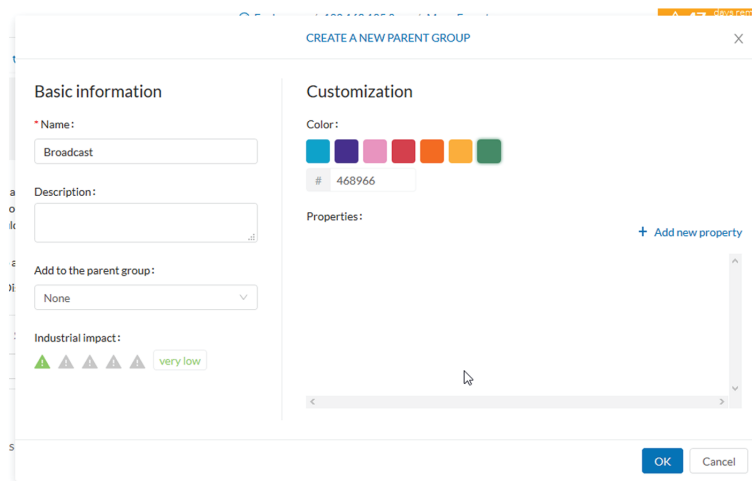 CREATE A NEW PARENT GROUP
Basic information
* Name:
Broadcast
Description:
Add to the parent group:
None
Industrial impact:
very low
Customization
Color:
# 468966
Properties:
+ Add new property
OK
Cancel